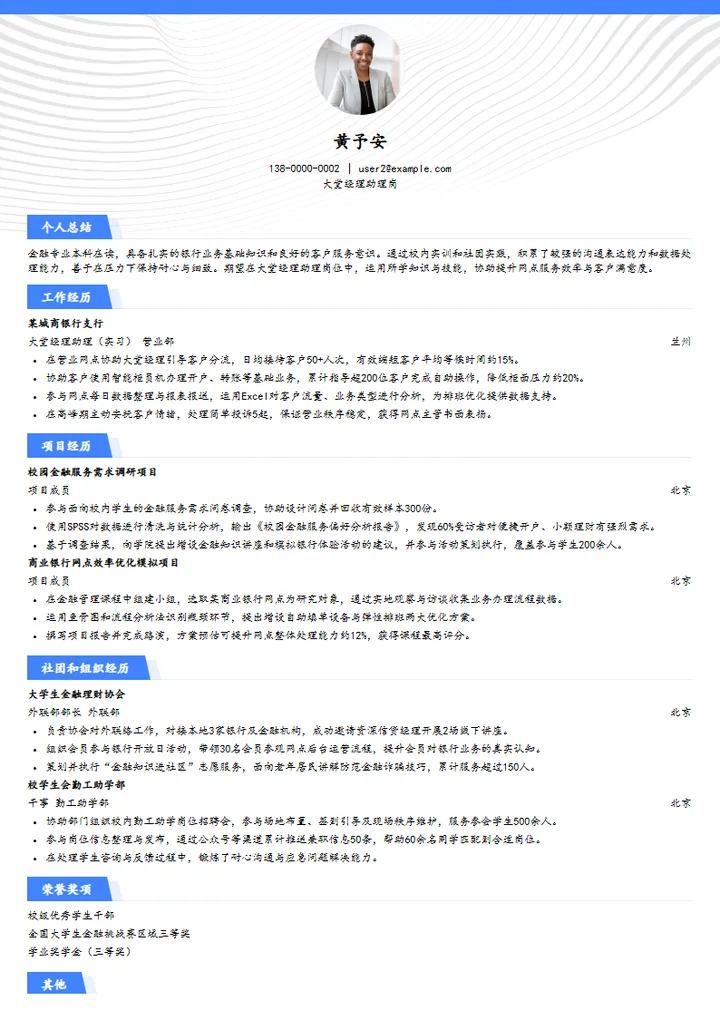 黄予安
138-0000-0002 | user2@example.com
大堂经理助理岗
个人总结
金融专业本科在读，具备扎实的银行业务基础知识和良好的客户服务意识。通过校内实训和社团实践，积累了较强的沟通表达能力和数据处
理能力，善于在压力下保持耐心与细致。期望在大堂经理助理岗位中，运用所学知识与技能，协助提升网点服务效率与客户满意度。
工作经历
某城商银行支行
大堂经理助理（实习） 营业部 兰州
• 在营业网点协助大堂经理引导客户分流，日均接待客户50+人次，有效缩短客户平均等候时间约15%。
• 协助客户使用智能柜员机办理开户、转账等基础业务，累计指导超200位客户完成自助操作，降低柜面压力约20%。
• 参与网点每日数据整理与报表报送，运用Excel对客户流量、业务类型进行分析，为排班优化提供数据支持。
• 在高峰期主动安抚客户情绪，处理简单投诉5起，保证营业秩序稳定，获得网点主管书面表扬。
项目经历
校园金融服务需求调研项目
项目成员 北京
• 参与面向校内学生的金融服务需求问卷调查，协助设计问卷并回收有效样本300份。
• 使用SPSS对数据进行清洗与统计分析，输出《校园金融服务偏好分析报告》，发现60%受访者对便捷开户、小额理财有强烈需求。
• 基于调查结果，向学院提出增设金融知识讲座和模拟银行体验活动的建议，并参与活动策划执行，覆盖参与学生200余人。
商业银行网点效率优化模拟项目
项目成员 北京
• 在金融管理课程中组建小组，选取某商业银行网点为研究对象，通过实地观察与访谈收集业务办理流程数据。
• 运用鱼骨图和流程分析法识别瓶颈环节，提出增设自助填单设备与弹性排班两大优化方案。
• 撰写项目报告并完成路演，方案预估可提升网点整体处理能力约12%，获得课程最高评分。
社团和组织经历
大学生金融理财协会
外联部部长 外联部 北京
• 负责协会对外联络工作，对接本地3家银行及金融机构，成功邀请资深信贷经理开展2场线下讲座。
• 组织会员参与银行开放日活动，带领30名会员参观网点后台运营流程，提升会员对银行业务的真实认知。
• 策划并执行“金融知识进社区”志愿服务，面向老年居民讲解防范金融诈骗技巧，累计服务超过150人。
校学生会勤工助学部
干事 勤工助学部 北京
• 协助部门组织校内勤工助学岗位招聘会，参与场地布置、签到引导及现场秩序维护，服务参会学生500余人。
• 参与岗位信息整理与发布，通过公众号等渠道累计推送兼职信息50条，帮助60余名同学匹配到合适岗位。
• 在处理学生咨询与反馈过程中，锻炼了耐心沟通与应急问题解决能力。
荣誉奖项
校级优秀学生干部
全国大学生金融挑战赛区域三等奖
学业奖学金（三等奖）
其他